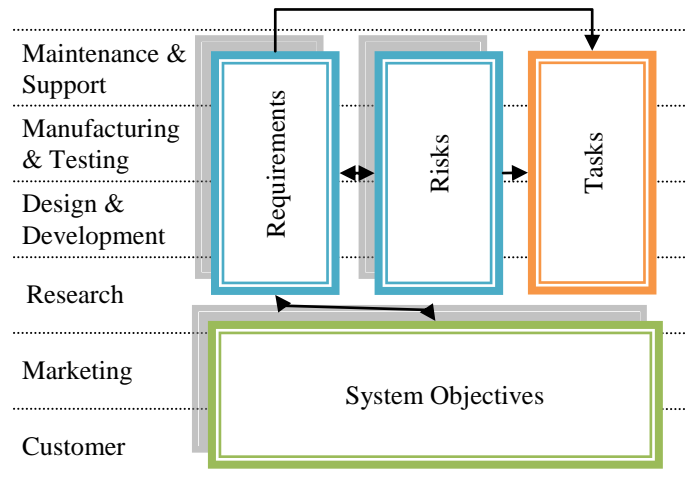 Maintenance &
Support
Manufacturing
& Testing
Design &
Development
Research
Marketing
Customer
Requirements
Risks
Tasks
System Objectives